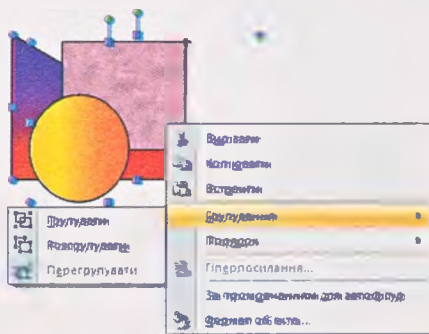 Вирізати
Копіювати
Вставити
Групування
Порядок
Гіперпосилання...
За промовчанням для автофігур
Формат об'єкта...
Групувати
Розгрупувати
Перегрупувати